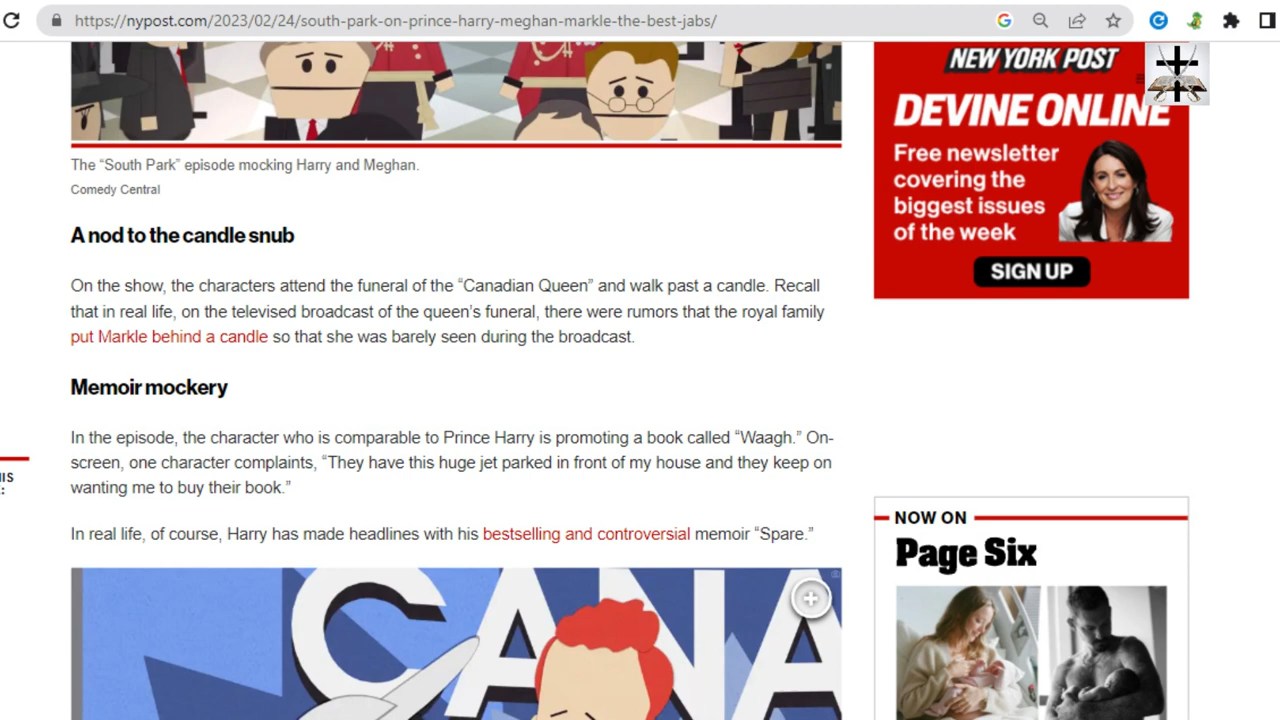 https://nypost.com/2023/02/24/south-park-on-prince-harry-meghan-markle-the-best-jabs/
The “South Park” episode mocking Harry and Meghan.
Comedy Central
A nod to the candle snub
On the show, the characters attend the funeral of the “Canadian Queen” and walk past a candle. Recall
that in real life, on the televised broadcast of the queen’s funeral, there were rumors that the royal family
put Markle behind a candle so that she was barely seen during the broadcast.
Memoir mockery
In the episode, the character who is comparable to Prince Harry is promoting a book called “Waagh.” On-
screen, one character complaints, “They have this huge jet parked in front of my house and they keep on
wanting me to buy their book.”
In real life, of course, Harry has made headlines with his bestselling and controversial memoir “Spare.”
CANA
NEW YORK POST
DEVINE ONLINE
Free newsletter
covering the
biggest issues
of the week
SIGN UP
NOW ON
Page Six